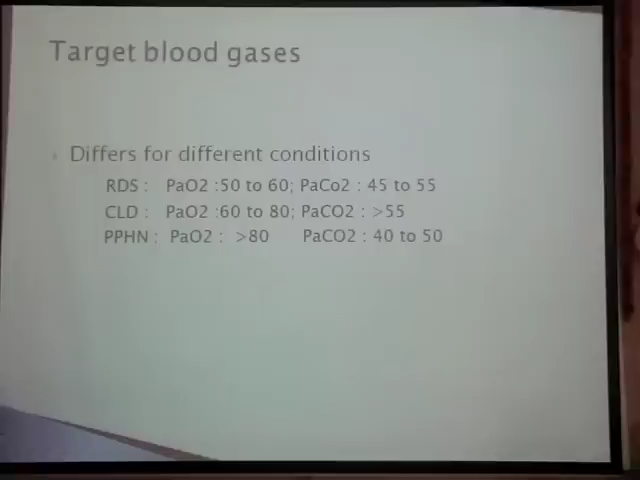 Target blood gases
Differs for different conditions
RDS : PaO2 :50 to 60; PaCo2 : 45 to 55
CLD : PaO2 :60 to 80; PaCO2 : >55
PPHN : PaO2 : >80 PaCO2 : 40 to 50